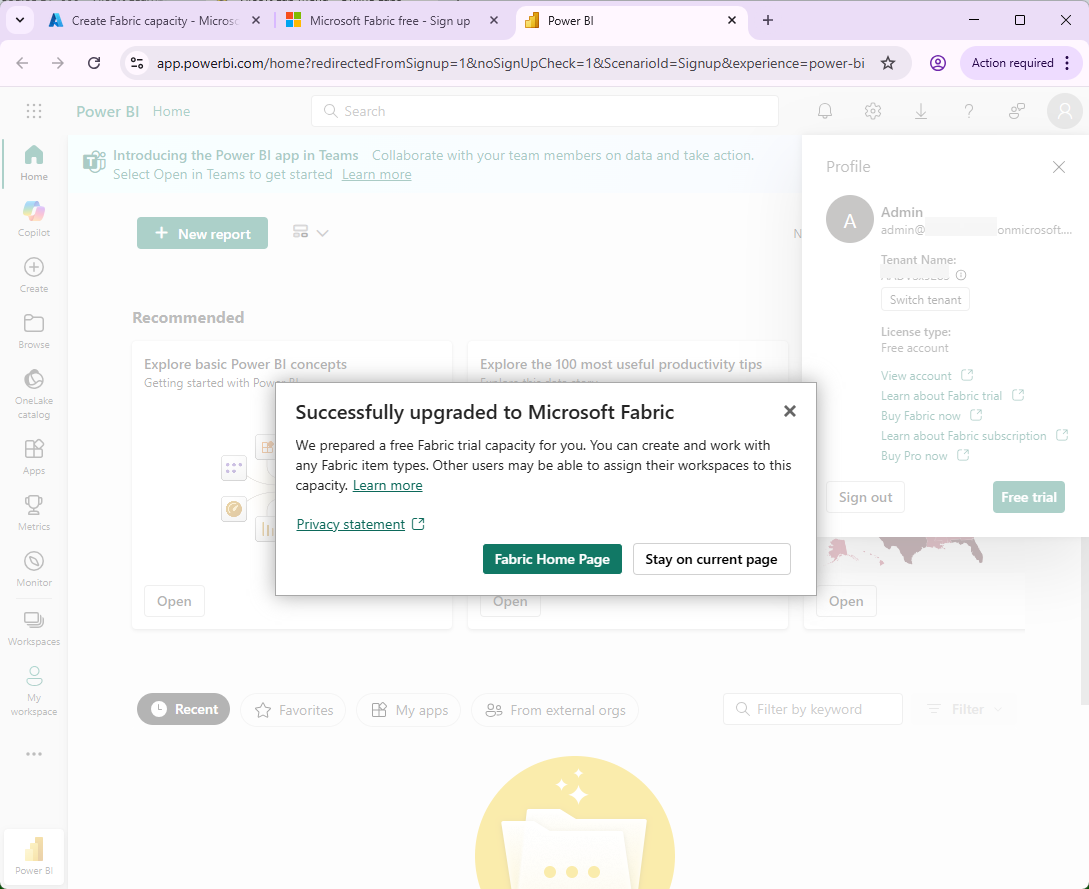 Create Fabric capacity - Microso
Microsoft Fabric free - Sign up
Power BI
app.powerbi.com/home?redirectedFromSignup=1&noSignUpCheck=1&ScenarioId=Signup&experience=power-bi
Action required
Power BI Home
Search
Home
Copilot
Create
Browse
OneLake
catalog
Apps
Metrics
Monitor
Workspaces
My
workspace
Power BI
Introducing the Power BI app in Teams Collaborate with your team members on data and take action.
Select Open in Teams to get started Learn more
New report
N
Recommended
Explore basic Power BI concepts
Getting started with Power BI
Open
Explore the 100 most useful productivity tips
Explore this data story
Open
Open
Profile
A
Admin
admin@ onmicrosoft....
Tenant Name:
Switch tenant
License type:
Free account
View account
Learn about Fabric trial
Buy Fabric now
Learn about Fabric subscription
Buy Pro now
Sign out
Free trial
Successfully upgraded to Microsoft Fabric
We prepared a free Fabric trial capacity for you. You can create and work with
any Fabric item types. Other users may be able to assign their workspaces to this
capacity. Learn more
Privacy statement
Fabric Home Page
Stay on current page
Recent
Favorites
My apps
From external orgs
Filter by keyword
Filter